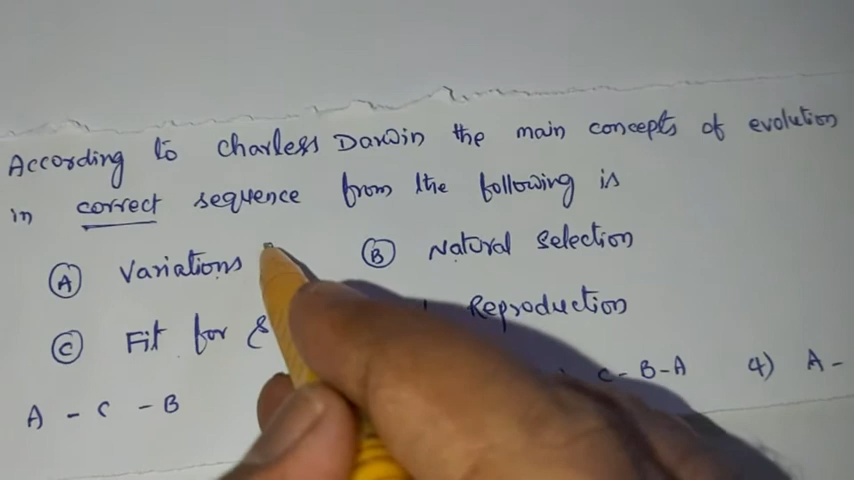 According to Charless Darwin the main concepts of evolution
in correct sequence from the following is
A Variations B Natural Selection
C Fit for Reproduction
A - C - B C - B - A 4) A -